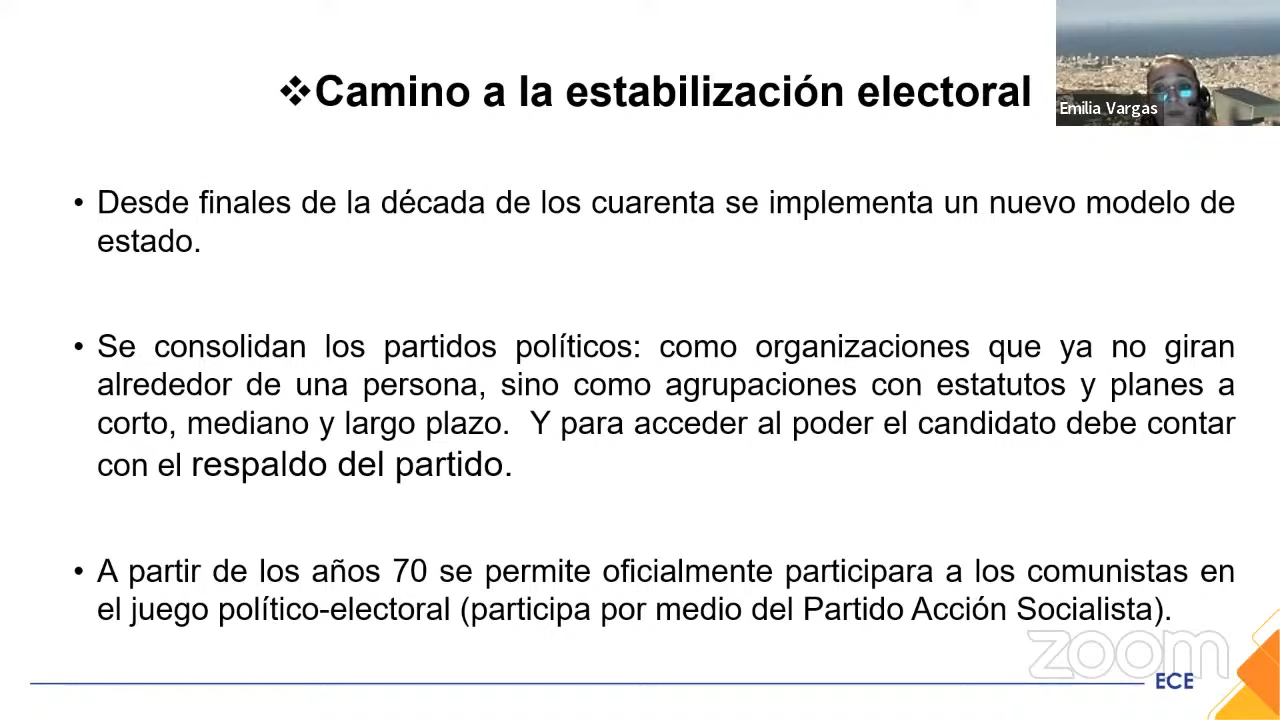 ❖Camino a la estabilización electoral
Emilia Vargas
• Desde finales de la década de los cuarenta se implementa un nuevo modelo de
estado.
• Se consolidan los partidos políticos: como organizaciones que ya no giran
alrededor de una persona, sino como agrupaciones con estatutos y planes a
corto, mediano y largo plazo. Y para acceder al poder el candidato debe contar
con el respaldo del partido.
• A partir de los años 70 se permite oficialmente participara a los comunistas en
el juego político-electoral (participa por medio del Partido Acción Socialista).
zoom
ECE